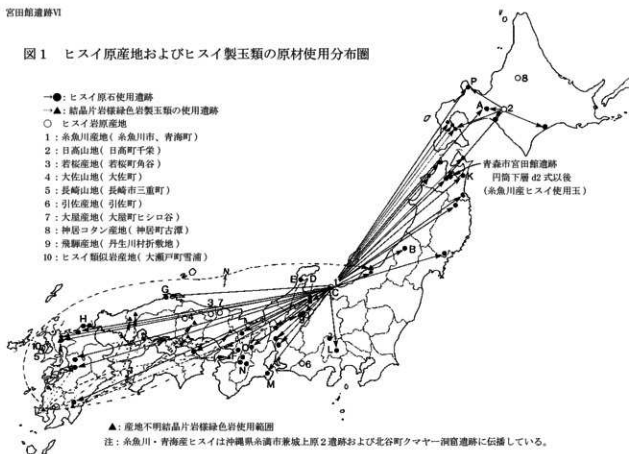 宮田館遺跡Ⅵ
図1 ヒスイ原産地およびヒスイ製玉類の原材使用分布圏
→●:ヒスイ原石使用遺跡
→▲:結晶片岩様緑色岩製玉類の使用遺跡
○ ヒスイ岩原産地
1:糸魚川産地(糸魚川市、青海町)
2:日高産地(日高町千栄)
3:若桜産地(若桜町角谷)
4:大佐山産地(大佐町)
5:長崎産地(長崎市三重町)
6:引佐産地(引佐町)
7:大屋産地(大屋町ヒシロ谷)
8:神居コタン産地(神居町古潭)
9:飛騨産地(丹生川村折敷地)
10:ヒスイ類似岩産地(大瀬戸町雪浦)
P
8
A
2
青森市宮田館遺跡
円筒下層 d2 式以後
(糸魚川産ヒスイ使用玉)
K
B
E
D
C
G
3
7
4
H
5
L
6
N
M
▲:産地不明結晶片岩様緑色岩使用範囲
注:糸魚川・青海産ヒスイは沖縄県糸満市兼城上原2遺跡および北谷町クマヤー洞窟遺跡に伝播している。